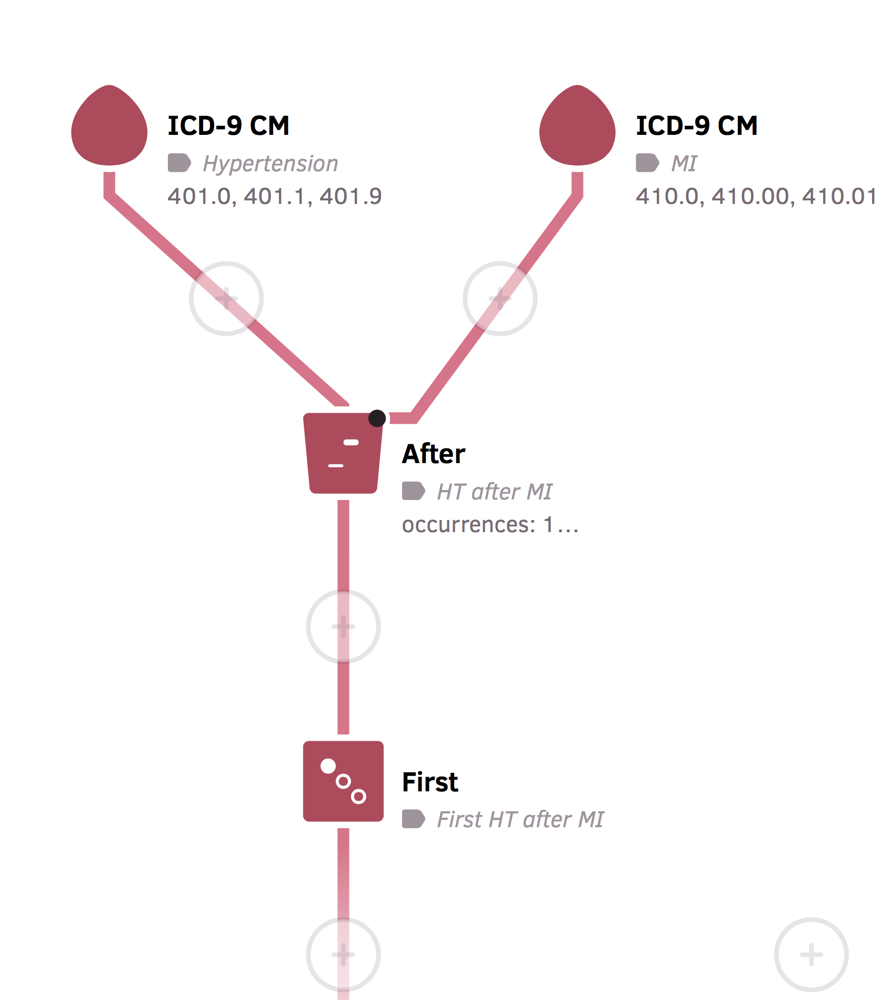 ICD-9 CM
Hypertension
401.0, 401.1, 401.9
ICD-9 CM
MI
410.0, 410.00, 410.01
After
HT after MI
occurrences: 1...
First
First HT after MI